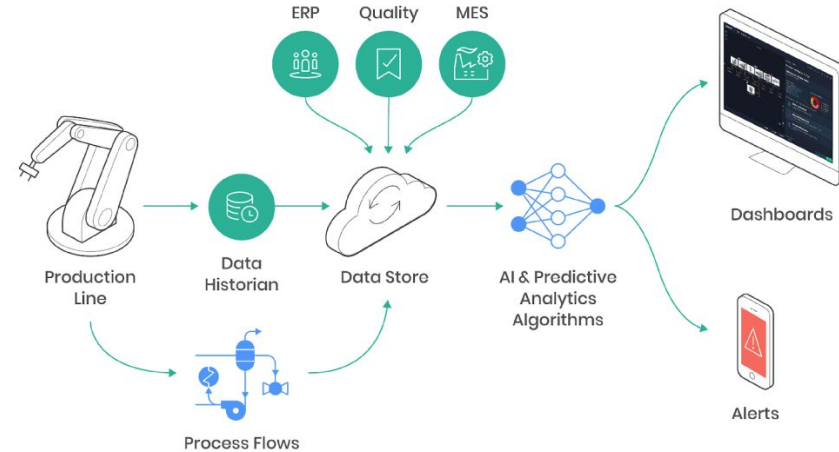 ERP
Quality
MES
Production
Line
Data
Historian
Data Store
AI & Predictive
Analytics
Algorithms
Dashboards
Process Flows
Alerts